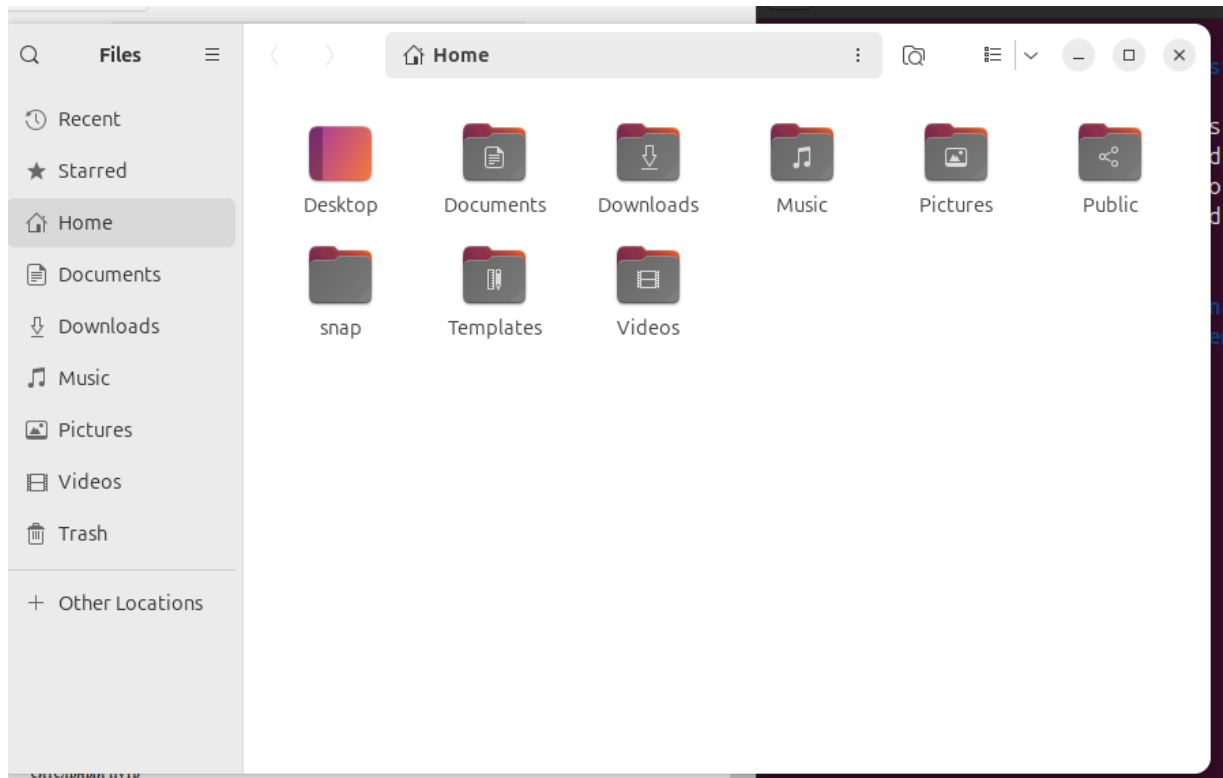 Files
Home
Recent
Starred
Home
Documents
Downloads
Music
Pictures
Videos
Trash
Other Locations
Desktop Documents Downloads Music Pictures Public
snap Templates Videos